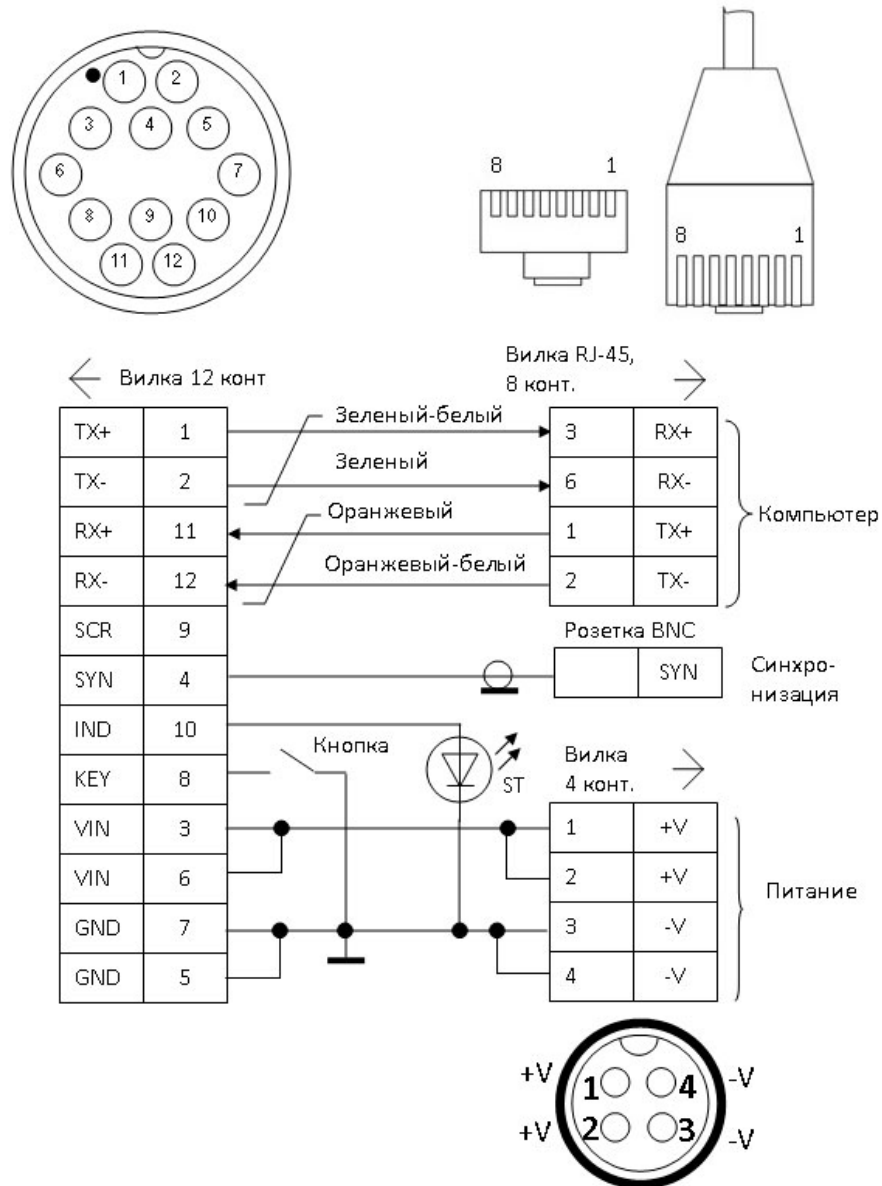 1 2
3 4 5
6 7
8 9 10
11 12
8 1
8 1
Вилка 12 конт
Вилка RJ-45,
8 конт.
TX+ 1 Зеленый-белый 3 RX+
TX- 2 Зеленый 6 RX-
RX+ 11 Оранжевый 1 TX+
RX- 12 Оранжевый-белый 2 TX-
Компьютер
SCR 9
Розетка BNC
SYN 4 SYN
Синхро-
низация
IND 10
Кнопка
ST
KEY 8
Вилка
4 конт.
VIN 3 1 +V
VIN 6 2 +V
GND 7 3 -V
GND 5 4 -V
Питание
+V 1 4 -V
+V 2 3 -V